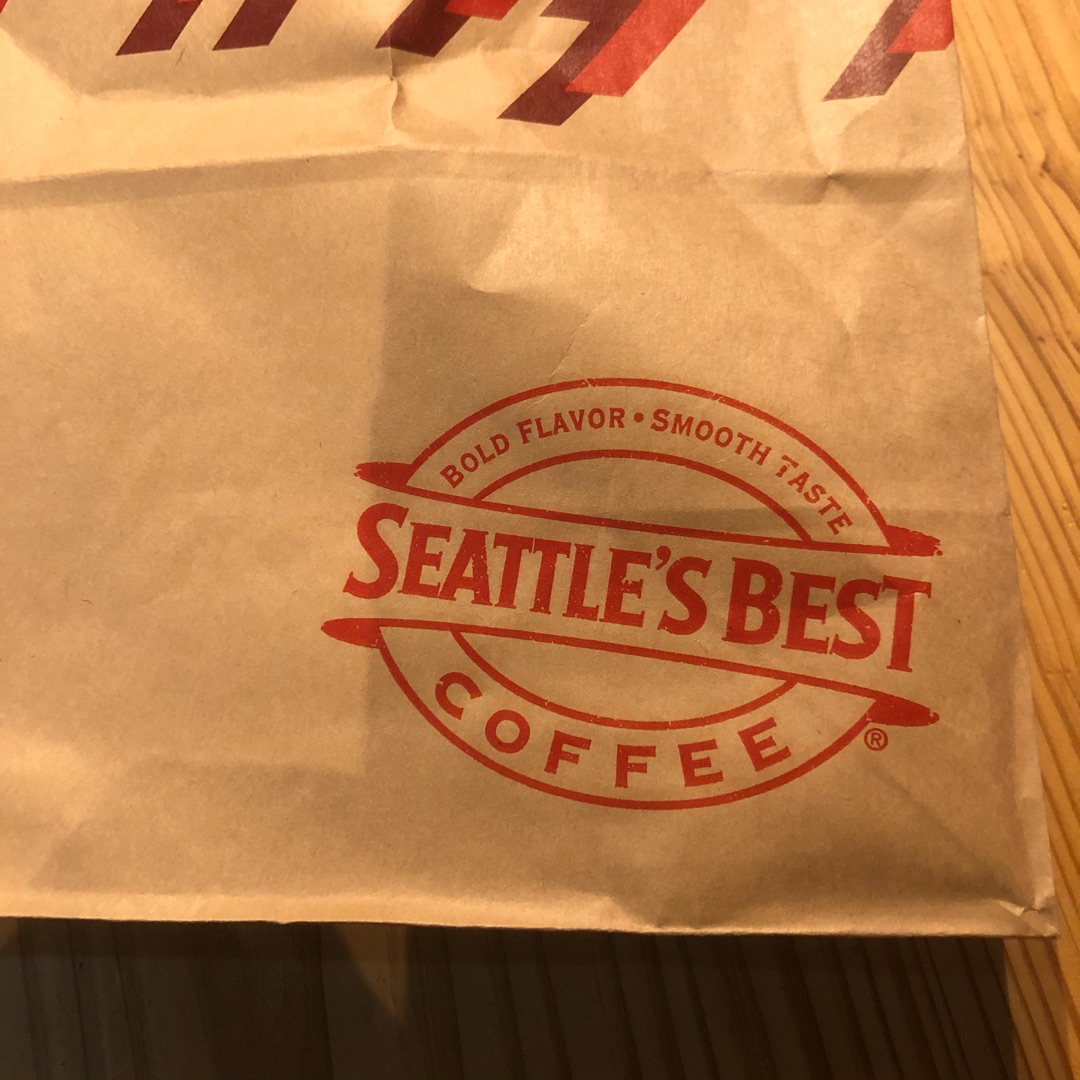 BOLD FLAVOR • SMOOTH TASTE
SEATTLE'S BEST
COFFEE
®